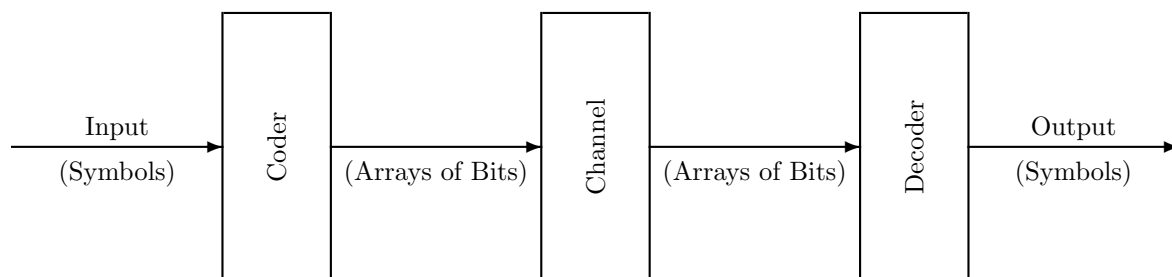 Input
(Symbols)
Coder
(Arrays of Bits)
Channel
(Arrays of Bits)
Decoder
Output
(Symbols)